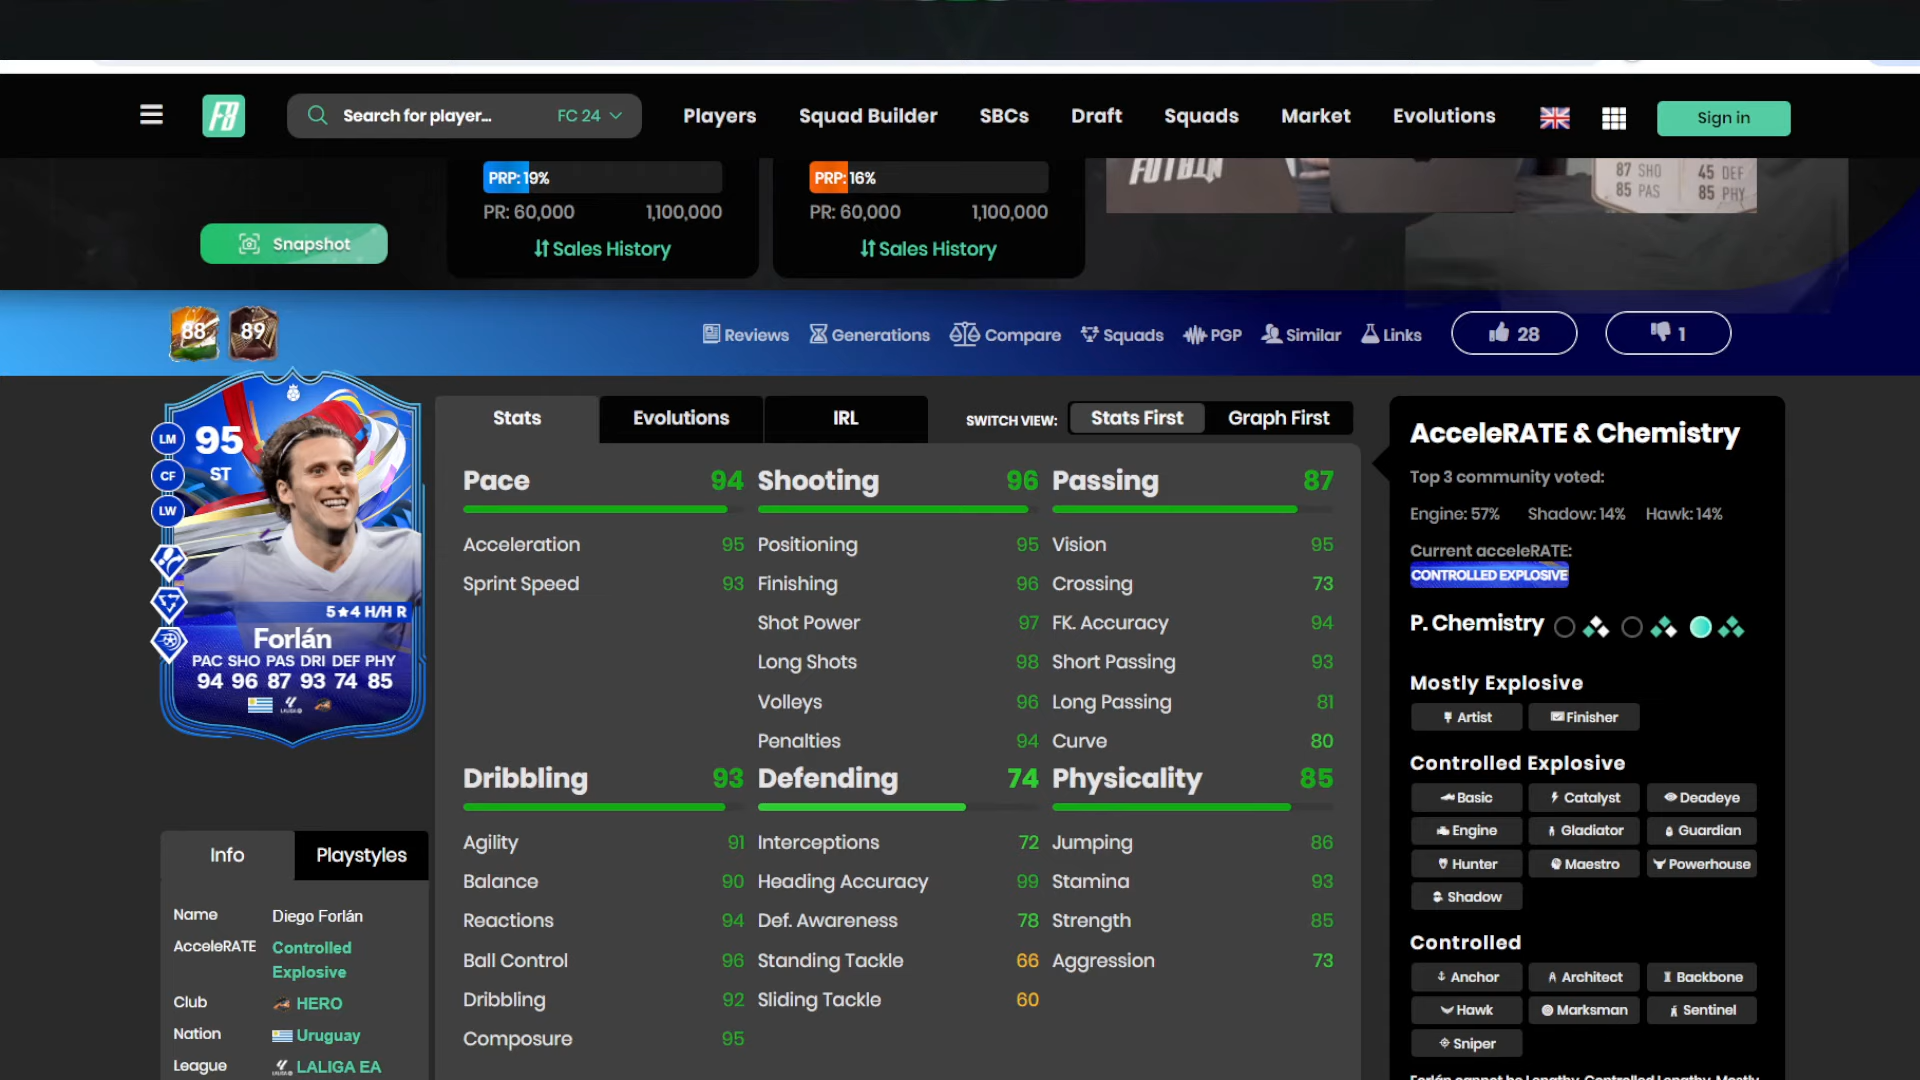 F8
Search for player...
FC 24
Players
Squad Builder
SBCs
Draft
Squads
Market
Evolutions
Sign in
PRP: 19%
PR: 60,000
1,100,000
Sales History
PRP: 16%
PR: 60,000
1,100,000
Sales History
FUTBIN
87 SHO
45 DEF
85 PAS
85 PHY
Snapshot
88
89
Reviews
Generations
Compare
Squads
PGP
Similar
Links
28
1
LM
CF
LW
95
ST
5★4 H/H R
Forlán
PAC SHO PAS DRI DEF PHY
94 96 87 93 74 85
Stats
Evolutions
IRL
SWITCH VIEW:
Stats First
Graph First
Pace 94
Acceleration 95
Sprint Speed 93
Shooting 96
Positioning 95
Finishing 96
Shot Power 97
Long Shots 98
Volleys 96
Penalties 94
Passing 87
Vision 95
Crossing 73
FK. Accuracy 94
Short Passing 93
Long Passing 81
Curve 80
Dribbling 93
Agility 91
Balance 90
Reactions 94
Ball Control 96
Dribbling 92
Composure 95
Defending 74
Interceptions 72
Heading Accuracy 99
Def. Awareness 78
Standing Tackle 66
Sliding Tackle 60
Physicality 85
Jumping 86
Stamina 93
Strength 85
Aggression 73
AcceleRATE & Chemistry
Top 3 community voted:
Engine: 57% Shadow: 14% Hawk: 14%
Current acceleRATE:
CONTROLLED EXPLOSIVE
P. Chemistry
Mostly Explosive
Artist
Finisher
Controlled Explosive
Basic
Catalyst
Deadeye
Engine
Gladiator
Guardian
Hunter
Maestro
Powerhouse
Shadow
Controlled
Anchor
Architect
Backbone
Hawk
Marksman
Sentinel
Sniper
Forlán cannot be Lengthy, Controlled Lengthy, Mostly
Info
Playstyles
Name Diego Forlán
AcceleRATE Controlled
Explosive
Club HERO
Nation Uruguay
League LALIGA EA